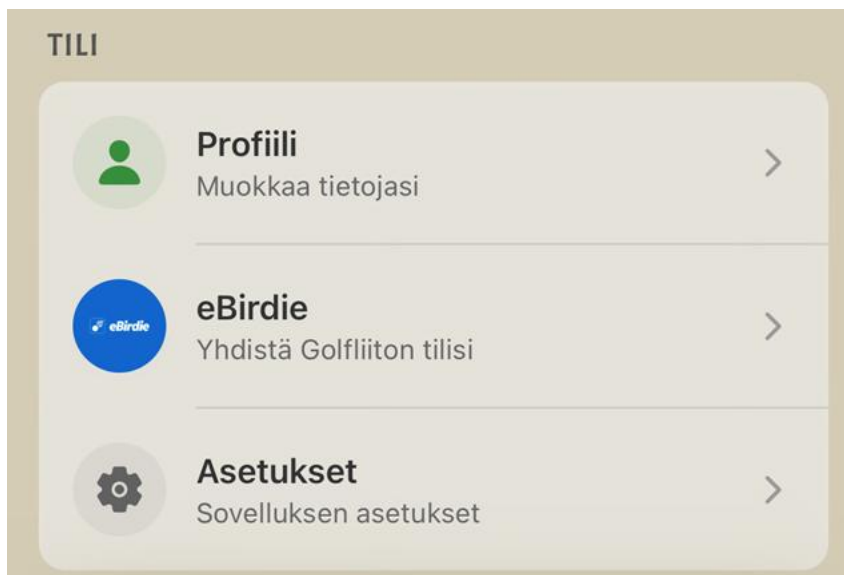 TILI
Profiili
Muokkaa tietojasi
eBirdie
eBirdie
Yhdistä Golfliiton tilisi
Asetukset
Sovelluksen asetukset